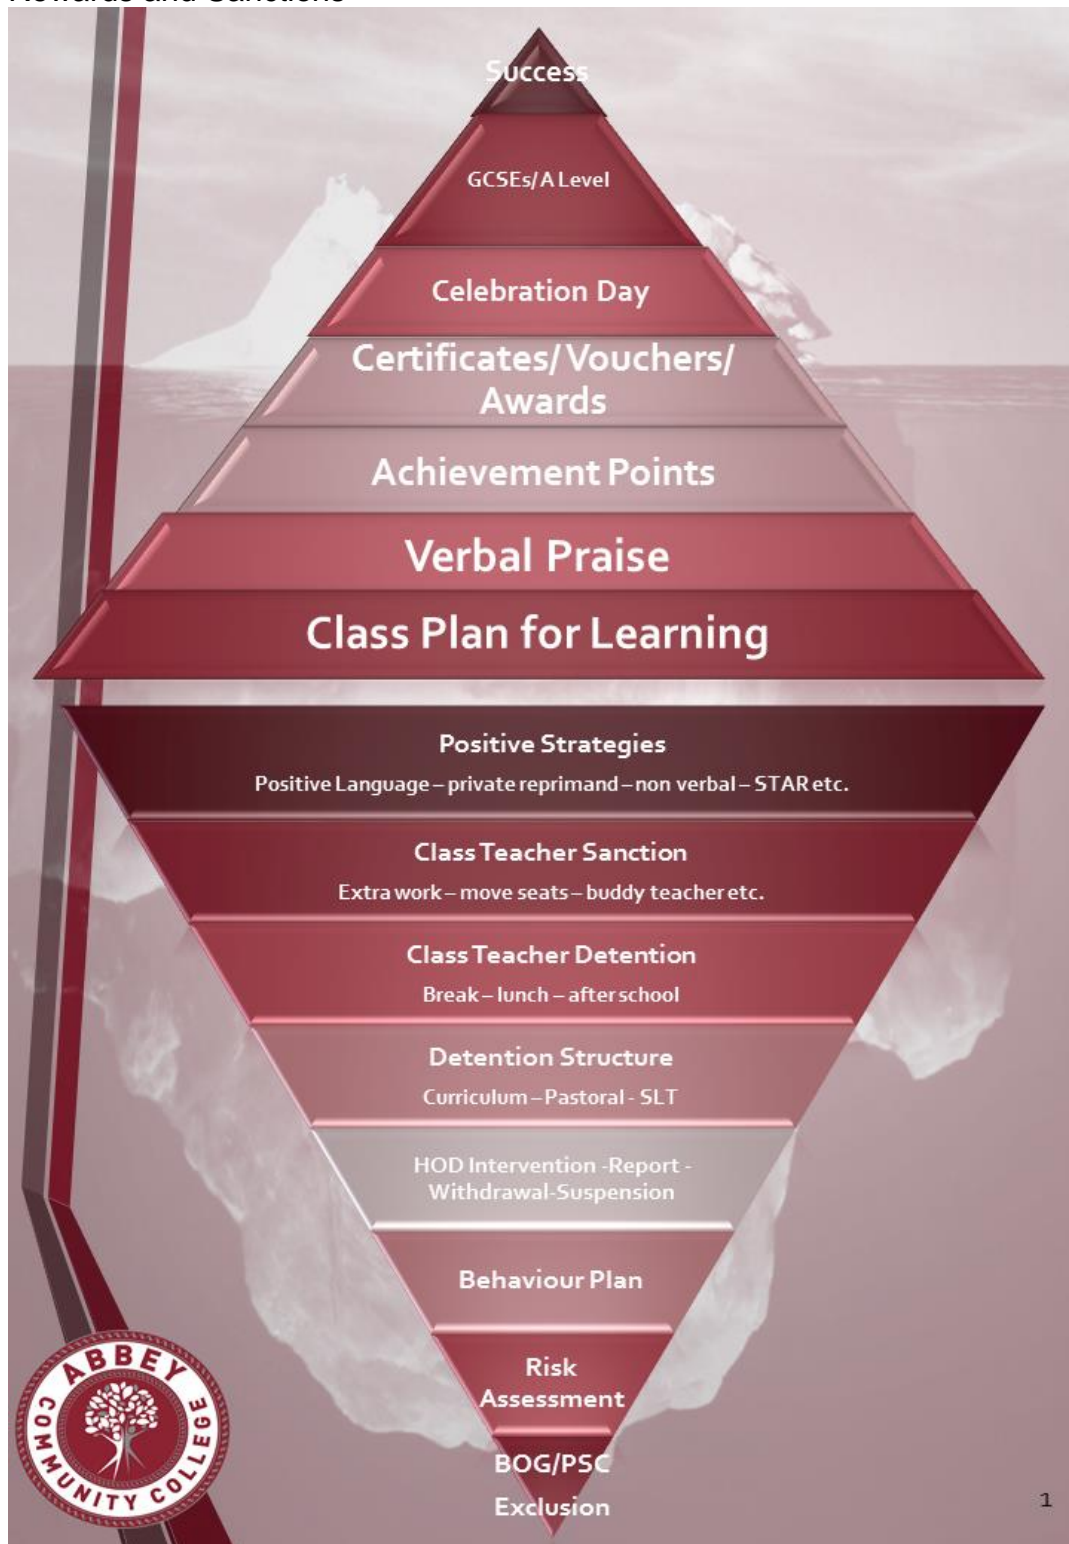 Rewards and Sanctions
Success
GCSEs/A Level
Celebration Day
Certificates/Vouchers/
Awards
Achievement Points
Verbal Praise
Class Plan for Learning
Positive Strategies
Positive Language – private reprimand – non verbal – STAR etc.
Class Teacher Sanction
Extra work – move seats – buddy teacher etc.
Class Teacher Detention
Break – lunch – after school
Detention Structure
Curriculum – Pastoral - SLT
HOD Intervention -Report -
Withdrawal-Suspension
Behaviour Plan
Risk
Assessment
BOG/PSC
Exclusion
ABBEY
COMMUNITY COLLEGE
1